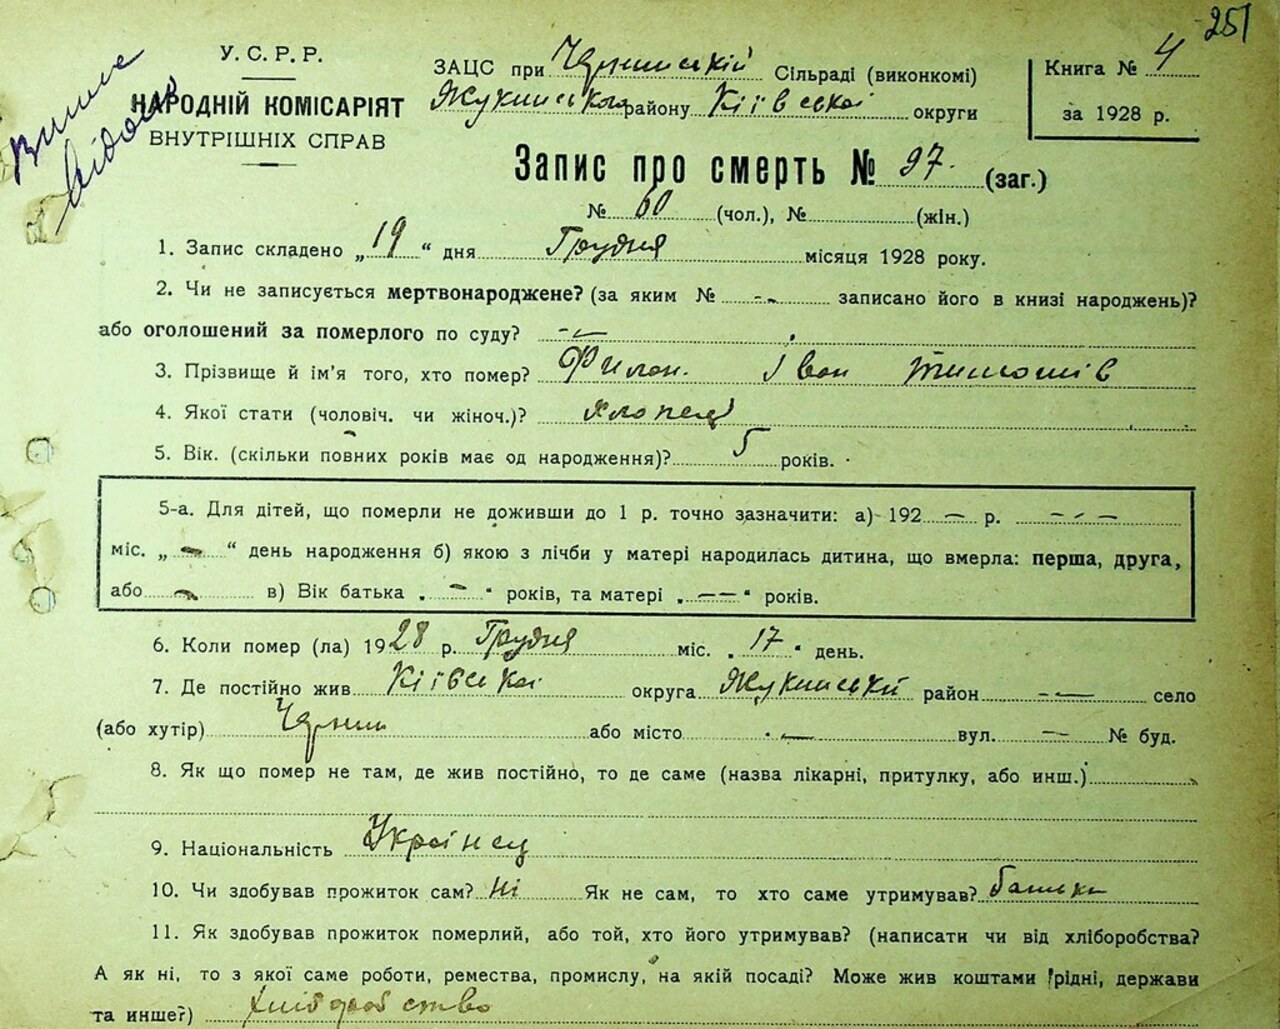 251
У. С. Р. Р.
НАРОДНІЙ КОМІСАРІЯТ
ВНУТРІШНІХ СПРАВ
ЗАЦС при Чернинській Сільраді (виконкомі)
Жукинського району Київської округи
Книга № 4
за 1928 р.
Запис про смерть № 97. (заг.)
№ 60 (чол.), № (жін.)
1. Запис складено „19“ дня Грудня місяця 1928 року.
2. Чи не записується мертвонароджене? (за яким № - записано його в книзі народжень)?
або оголошений за померлого по суду? -
3. Прізвище й ім'я того, хто помер? Филон. Іван Тимошів
4. Якої стати (чоловіч. чи жіноч.)? хлопець
5. Вік. (скільки повних років має од народження)? 5 років.
5-а. Для дітей, що померли не доживши до 1 р. точно зазначити: а) 192 — р. - - -
міс. „ — “ день народження б) якою з лічби у матері народилась дитина, що вмерла: перша, друга,
або — в) Вік батька „ — “ років, та матері „ — — “ років.
6. Коли помер (ла) 1928 р. Грудня міс. „ 17 “ день.
7. Де постійно жив Київської округа Жукинській район — село
(або хутір) Чернин або місто — вул. — № буд.
8. Як що помер не там, де жив постійно, то де саме (назва лікарні, притулку, або инш.)
9. Національність Українец
10. Чи здобував прожиток сам? Ні Як не сам, то хто саме утримував? батьки
11. Як здобував прожиток померлий, або той, хто його утримував? (написати чи від хліборобства?
А як ні, то з якої саме роботи, ремества, промислу, на якій посаді? Може жив коштами рідні, держави
та инше?) хліборобство